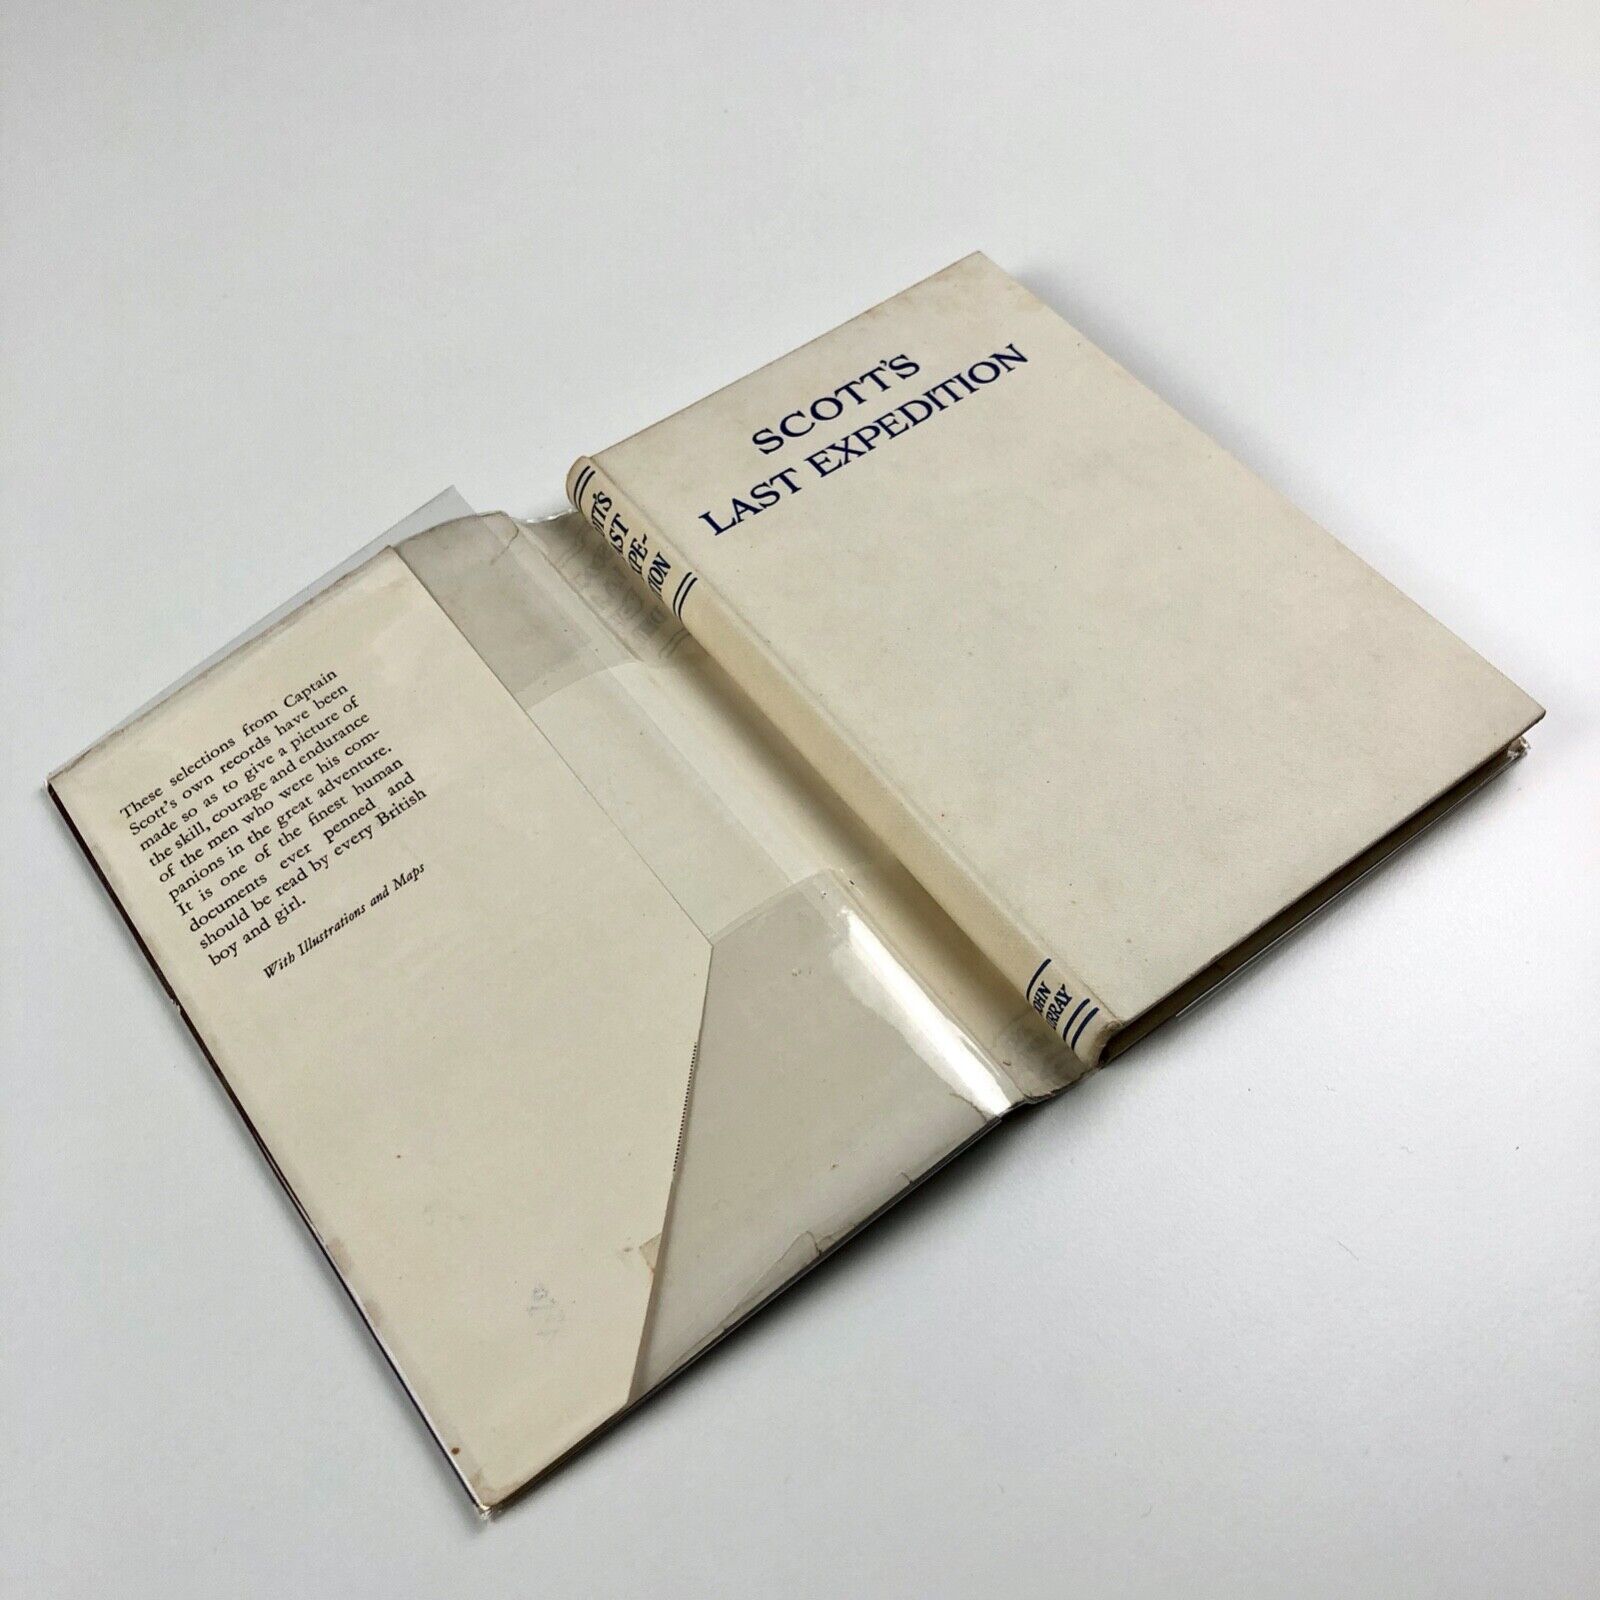 These selections from Captain
Scott's own records have been
made so as to give a picture of
the skill, courage and endurance
of the men who were his com-
panions in the great adventure.
It is one of the finest human
documents ever penned and
should be read by every British
boy and girl.
With Illustrations and Maps
SCOTT'S
LAST EXPEDITION